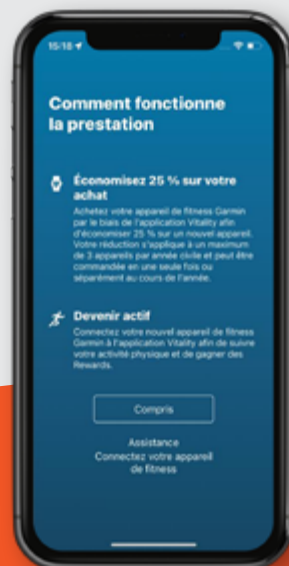 15:18
Comment fonctionne
la prestation
Économisez 25 % sur votre
achat
Achetez votre appareil de fitness Garmin
par le biais de l'application Vitality afin
d'économiser 25 % sur un nouvel appareil.
Votre réduction s'applique à un maximum
de 3 appareils par année civile et peut être
commandée en une seule fois ou
séparément au cours de l'année.
Devenir actif
Connectez votre nouvel appareil de fitness
Garmin à l'application Vitality afin de suivre
votre activité physique et de gagner des
Rewards.
Compris
Assistance
Connectez votre appareil
de fitness